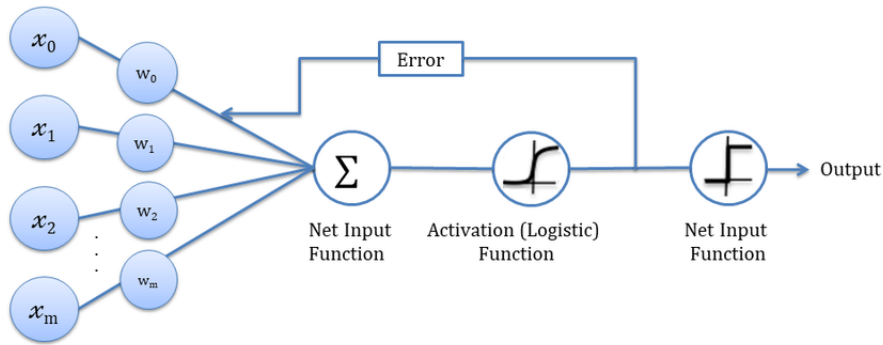 x0
w0
Error
x1
w1
Σ
Output
x2
w2
Net Input
Function
Activation (Logistic)
Function
Net Input
Function
xm
wm